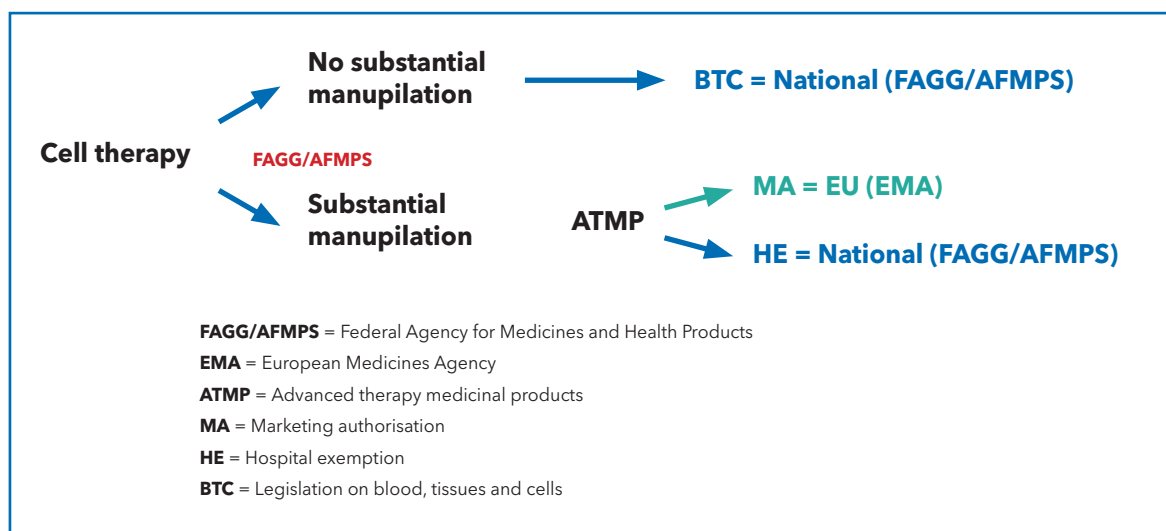 No substantial
manupilation
BTC = National (FAGG/AFMPS)
Cell therapy
FAGG/AFMPS
MA = EU (EMA)
Substantial
manupilation
ATMP
HE = National (FAGG/AFMPS)
FAGG/AFMPS = Federal Agency for Medicines and Health Products
EMA = European Medicines Agency
ATMP = Advanced therapy medicinal products
MA = Marketing authorisation
HE = Hospital exemption
BTC = Legislation on blood, tissues and cells